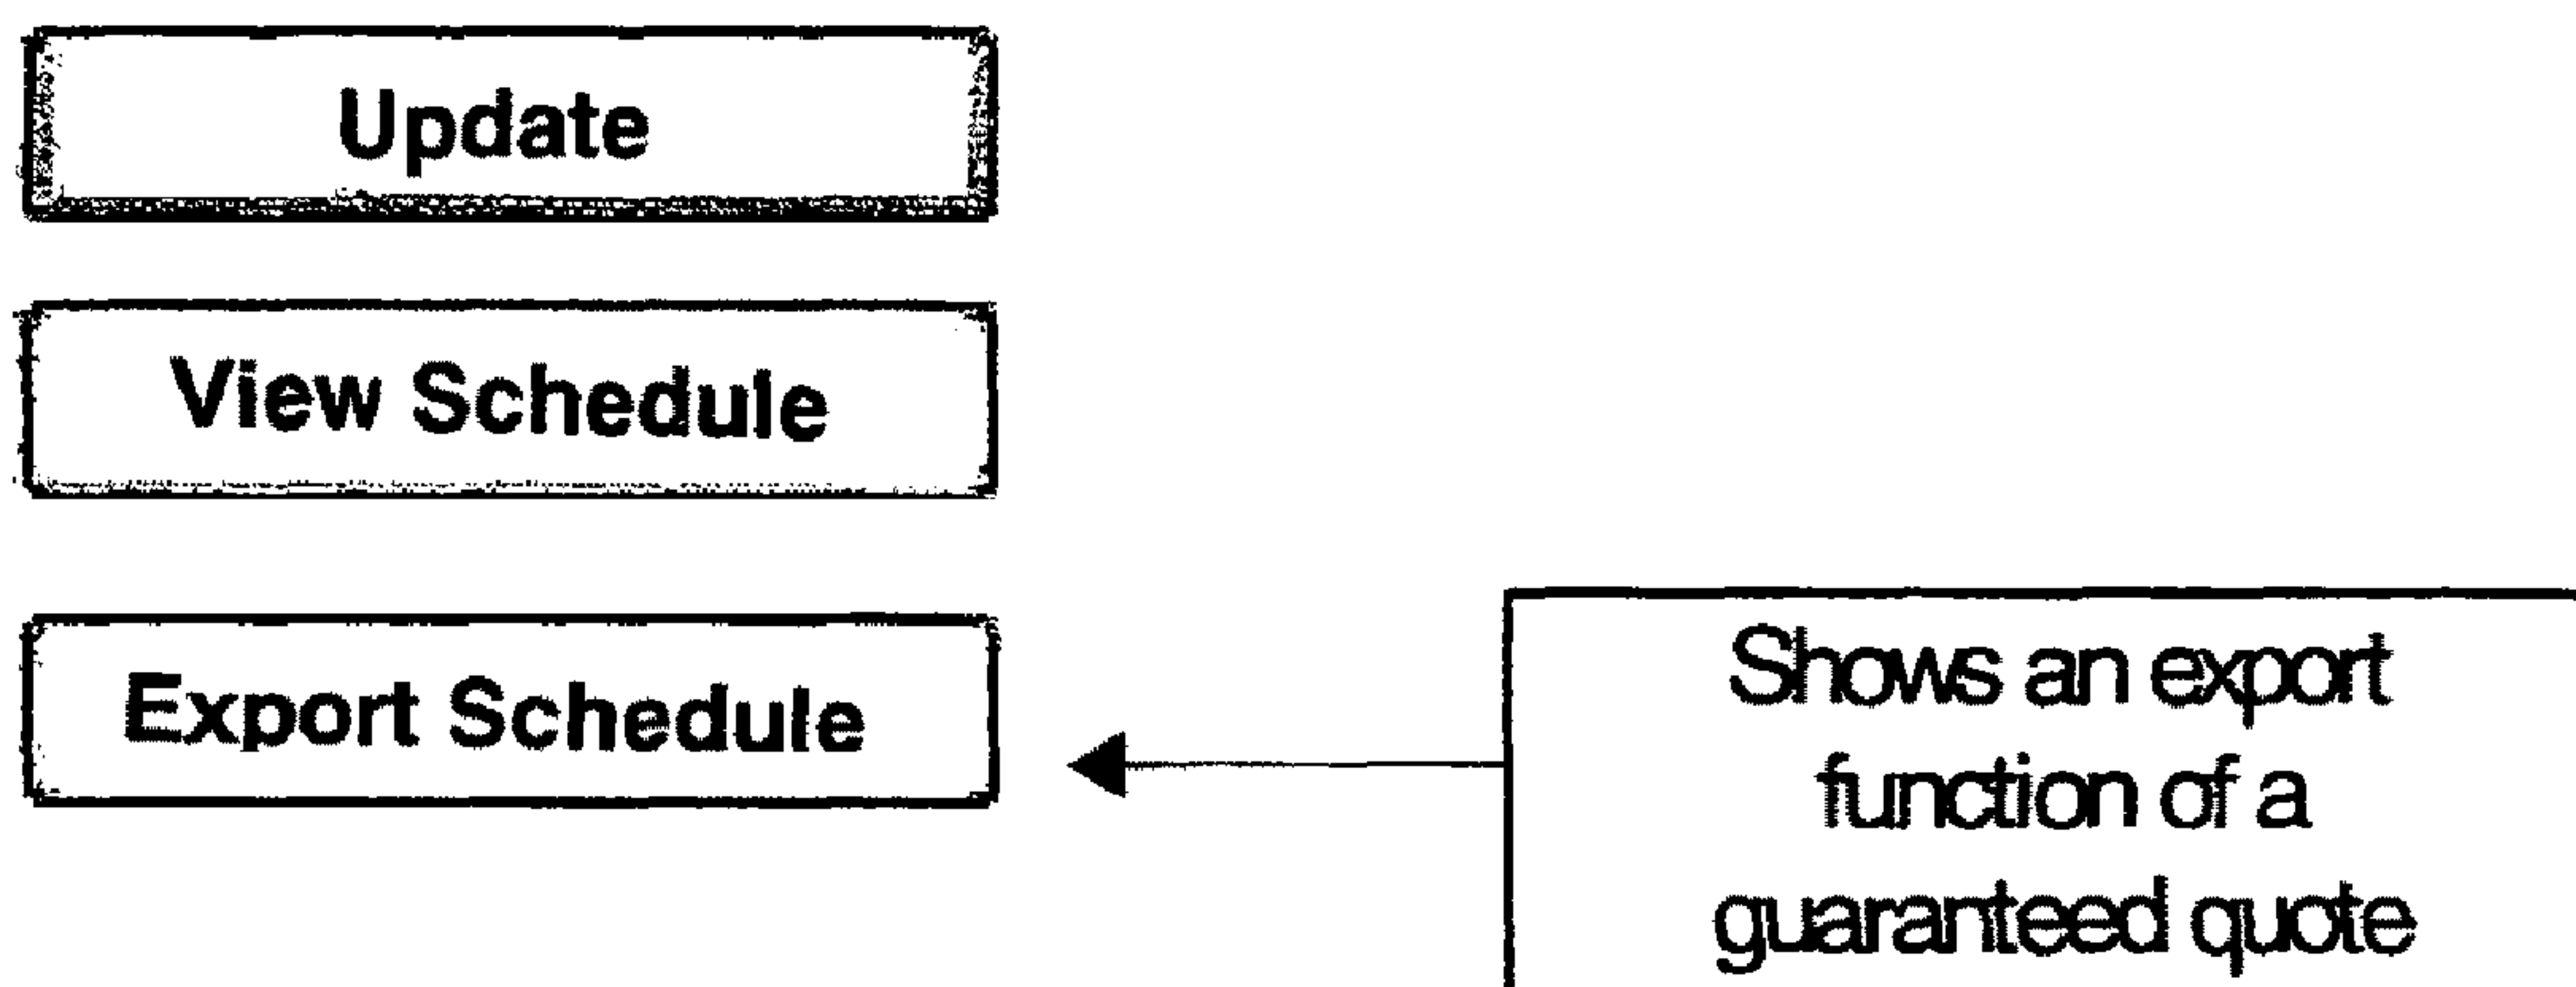 Update
View Schedule
Export Schedule
Shows an export
function of a
guaranteed quote